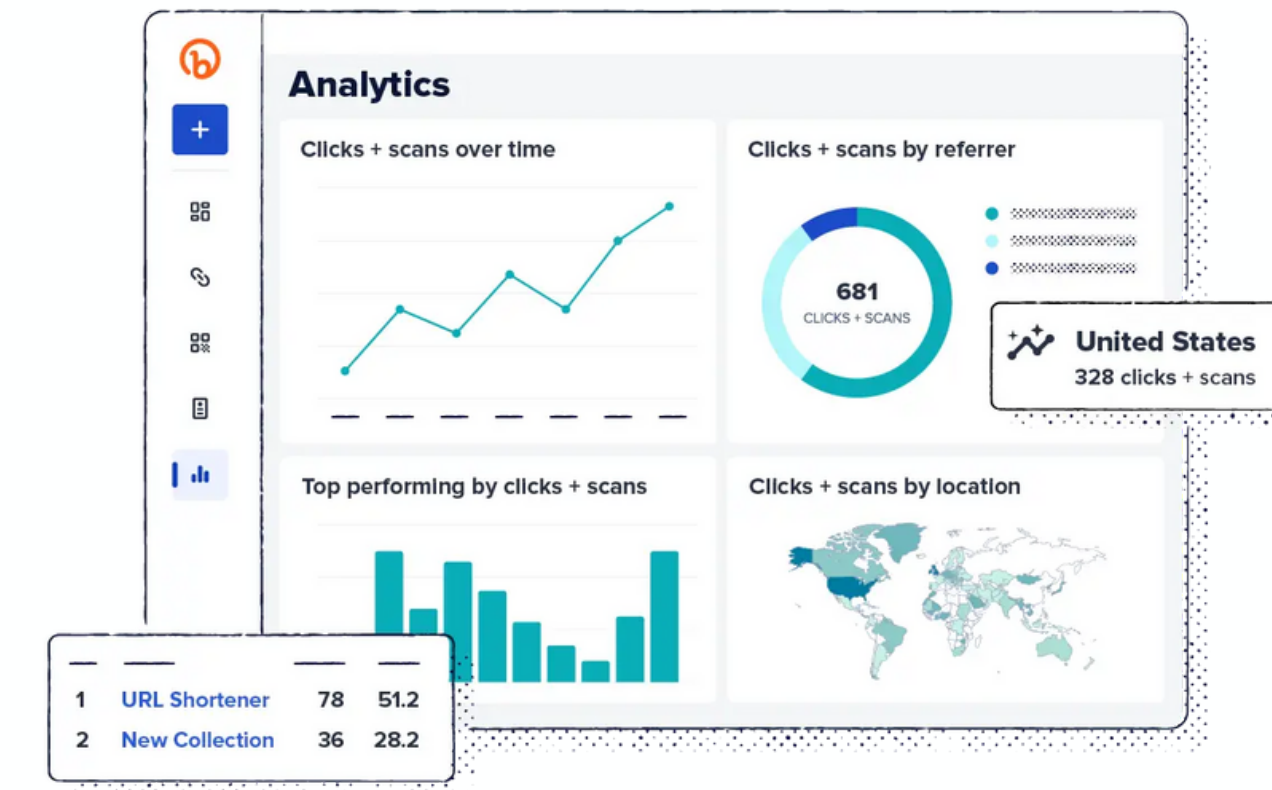 Analytics
Clicks + scans over time
Clicks + scans by referrer
681
CLICKS + SCANS
United States
328 clicks + scans
Top performing by clicks + scans
Clicks + scans by location
1 URL Shortener 78 51.2
2 New Collection 36 28.2